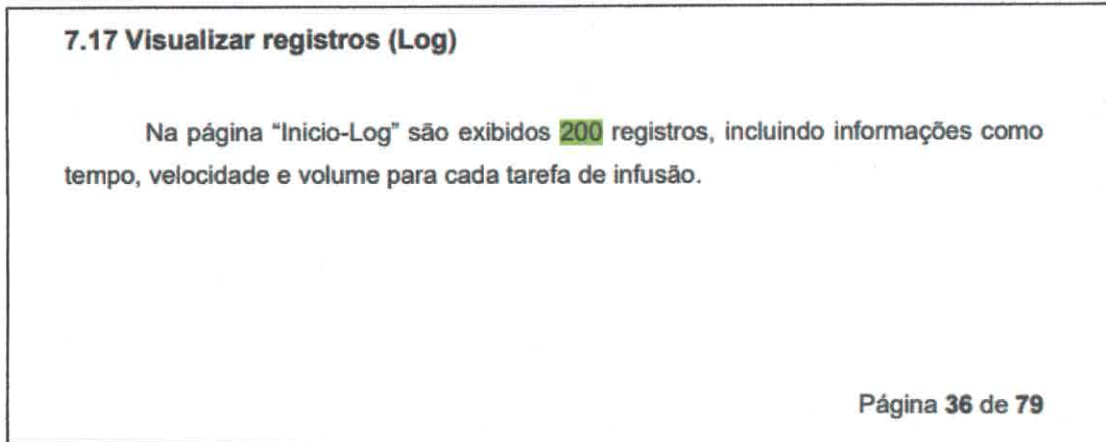 7.17 Visualizar registros (Log)
Na página “Inicio-Log” são exibidos 200 registros, incluindo informações como
tempo, velocidade e volume para cada tarefa de infusão.
Página 36 de 79